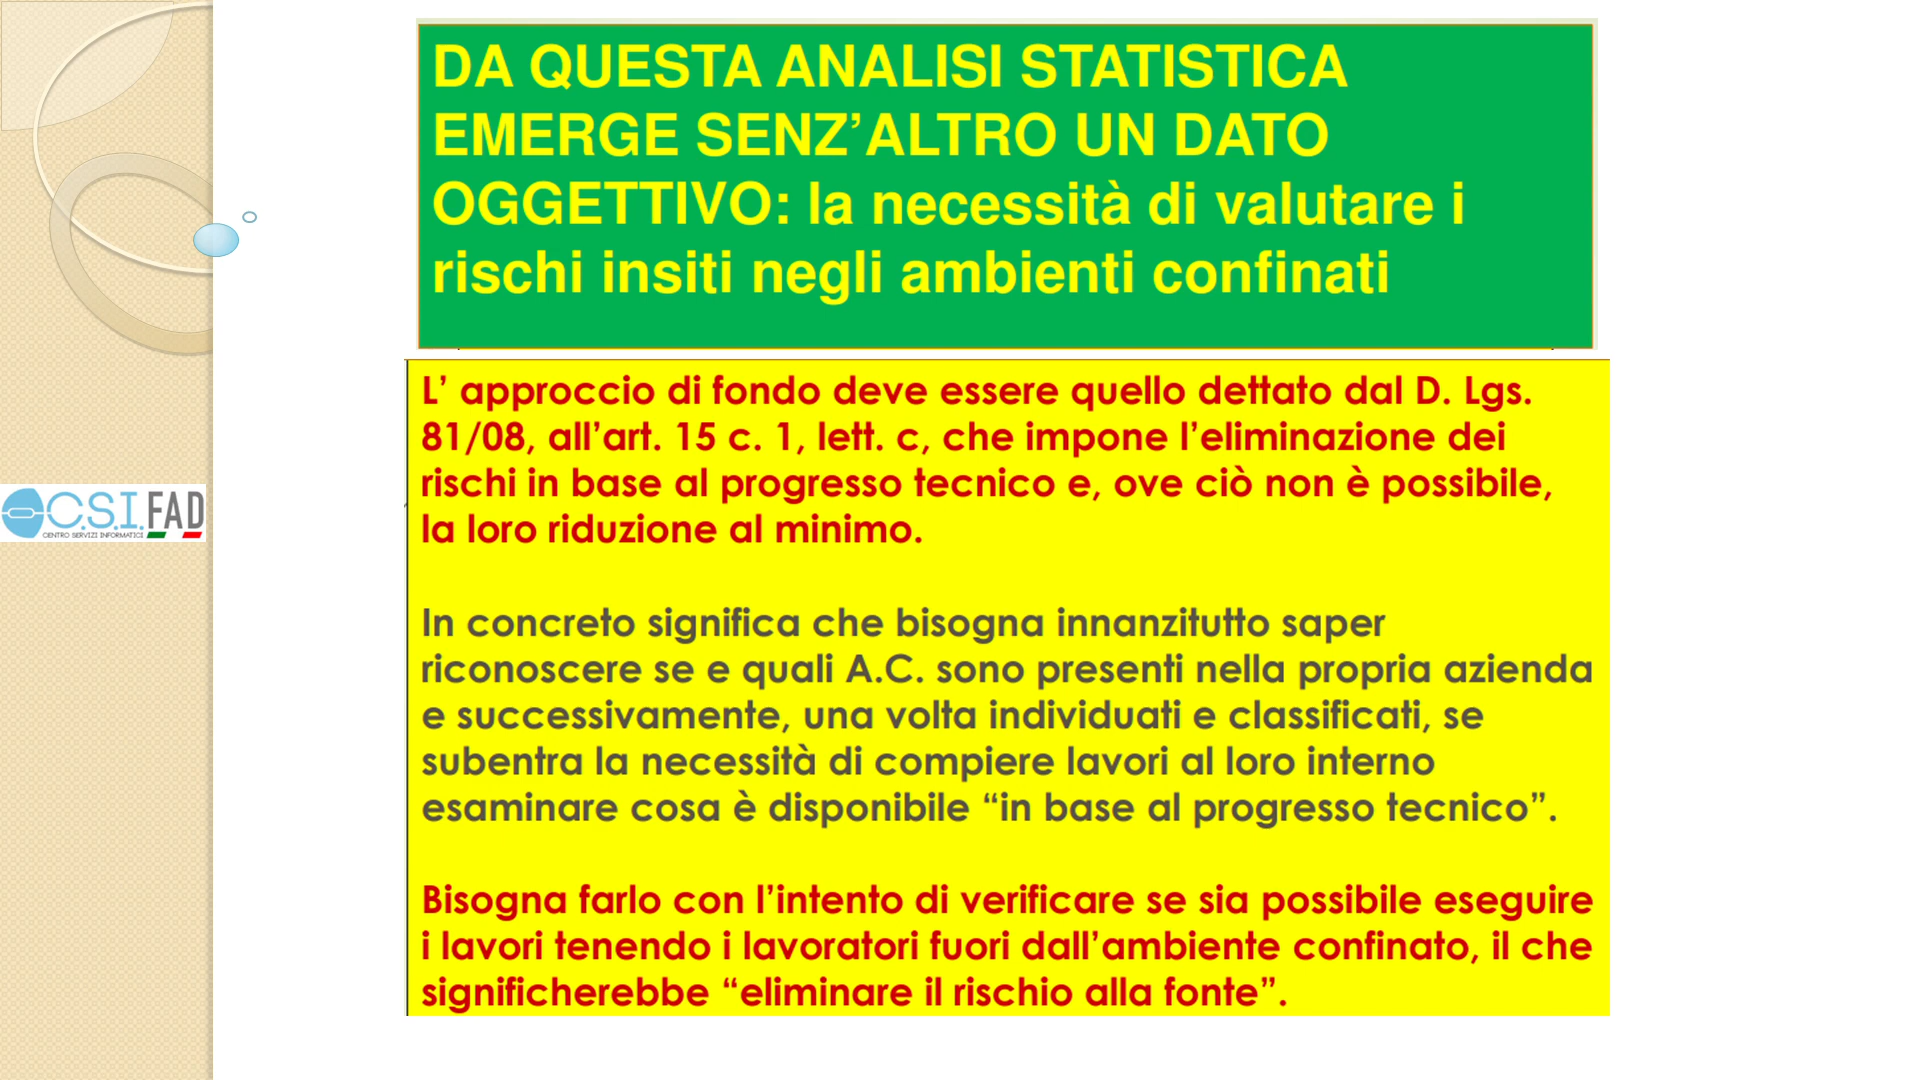 DA QUESTA ANALISI STATISTICA
EMERGE SENZ’ALTRO UN DATO
OGGETTIVO: la necessità di valutare i
rischi insiti negli ambienti confinati
L’ approccio di fondo deve essere quello dettato dal D. Lgs.
81/08, all’art. 15 c. 1, lett. c, che impone l’eliminazione dei
rischi in base al progresso tecnico e, ove ciò non è possibile,
la loro riduzione al minimo.
In concreto significa che bisogna innanzitutto saper
riconoscere se e quali A.C. sono presenti nella propria azienda
e successivamente, una volta individuati e classificati, se
subentra la necessità di compiere lavori al loro interno
esaminare cosa è disponibile “in base al progresso tecnico”.
Bisogna farlo con l’intento di verificare se sia possibile eseguire
i lavori tenendo i lavoratori fuori dall’ambiente confinato, il che
significherebbe “eliminare il rischio alla fonte”.
C.S.I. FAD
CENTRO SERVIZI INFORMATICI